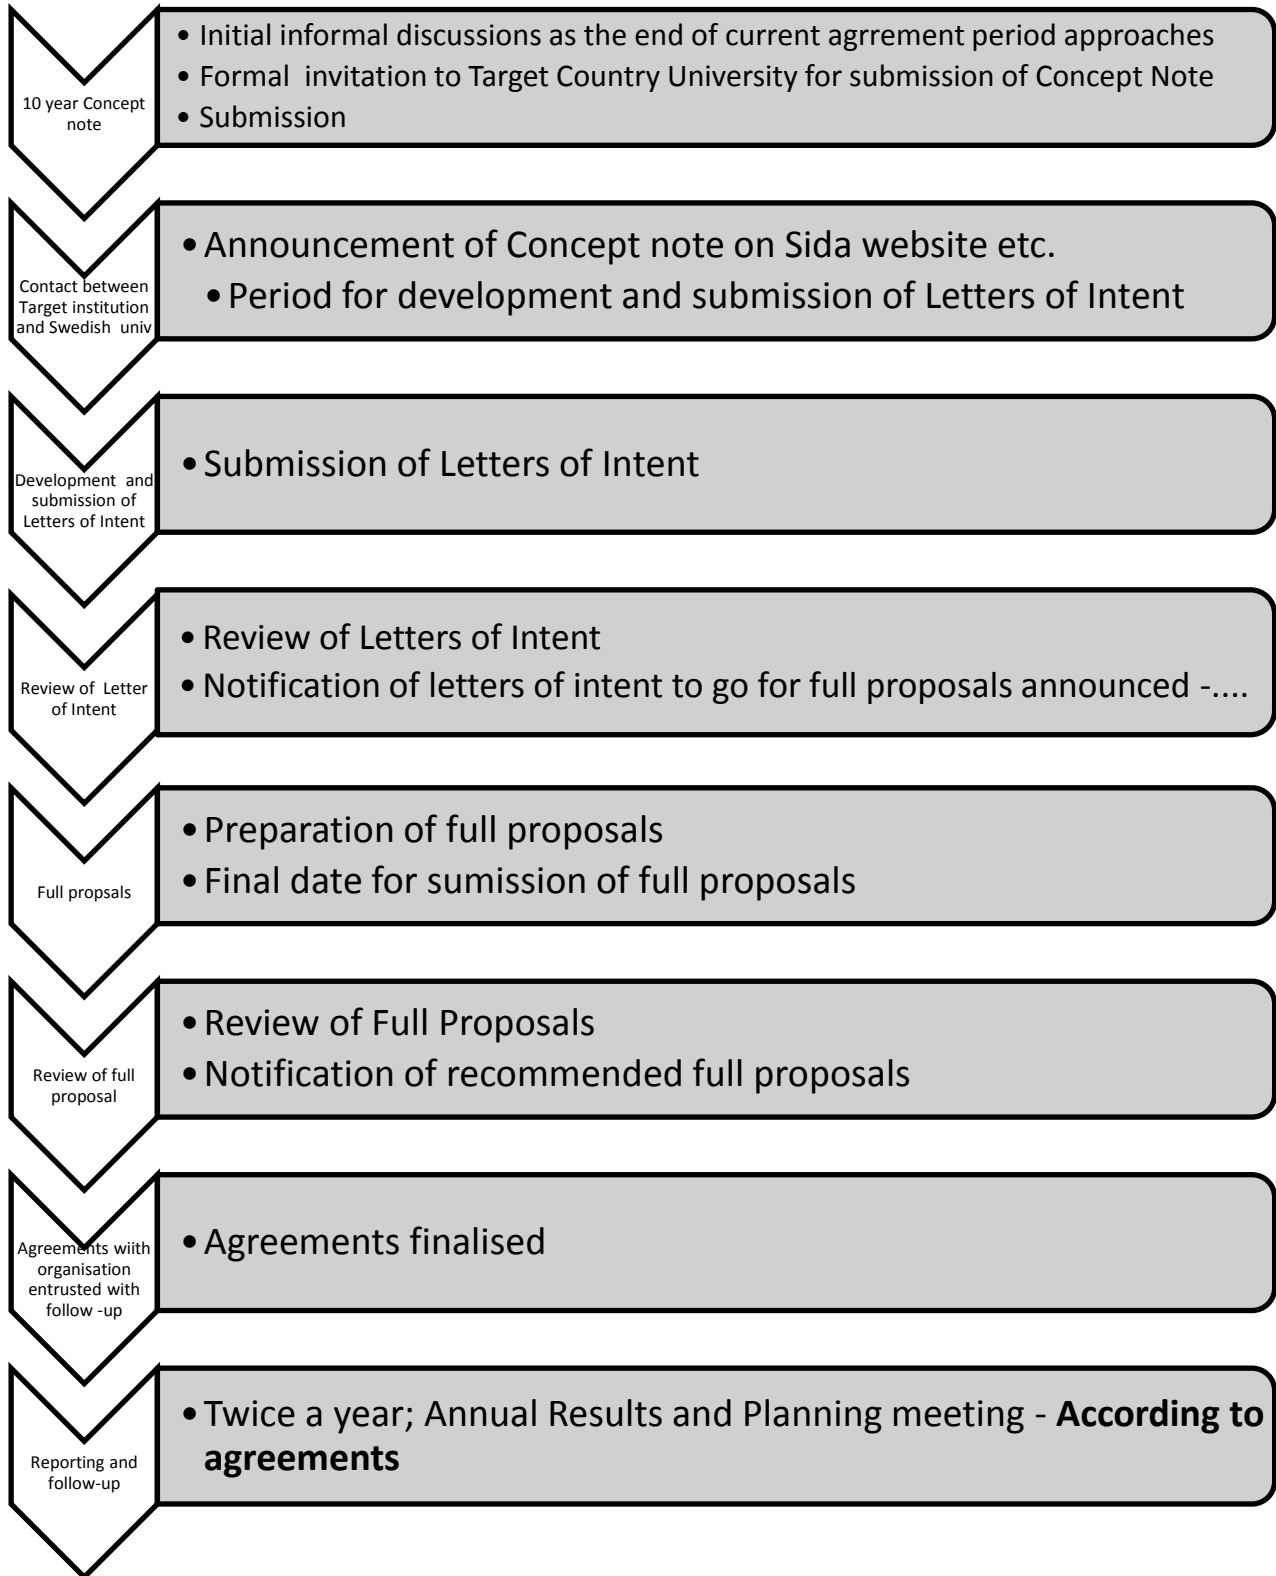 10 year Concept
note
• Initial informal discussions as the end of current agrrement period approaches
• Formal invitation to Target Country University for submission of Concept Note
• Submission
Contact between
Target institution
and Swedish univ
• Announcement of Concept note on Sida website etc.
• Period for development and submission of Letters of Intent
Development and
submission of
Letters of Intent
• Submission of Letters of Intent
Review of Letter
of Intent
• Review of Letters of Intent
• Notification of letters of intent to go for full proposals announced -....
Full propsals
• Preparation of full proposals
• Final date for sumission of full proposals
Review of full
proposal
• Review of Full Proposals
• Notification of recommended full proposals
Agreements wiith
organisation
entrusted with
follow -up
• Agreements finalised
Reporting and
follow-up
• Twice a year; Annual Results and Planning meeting - According to
agreements